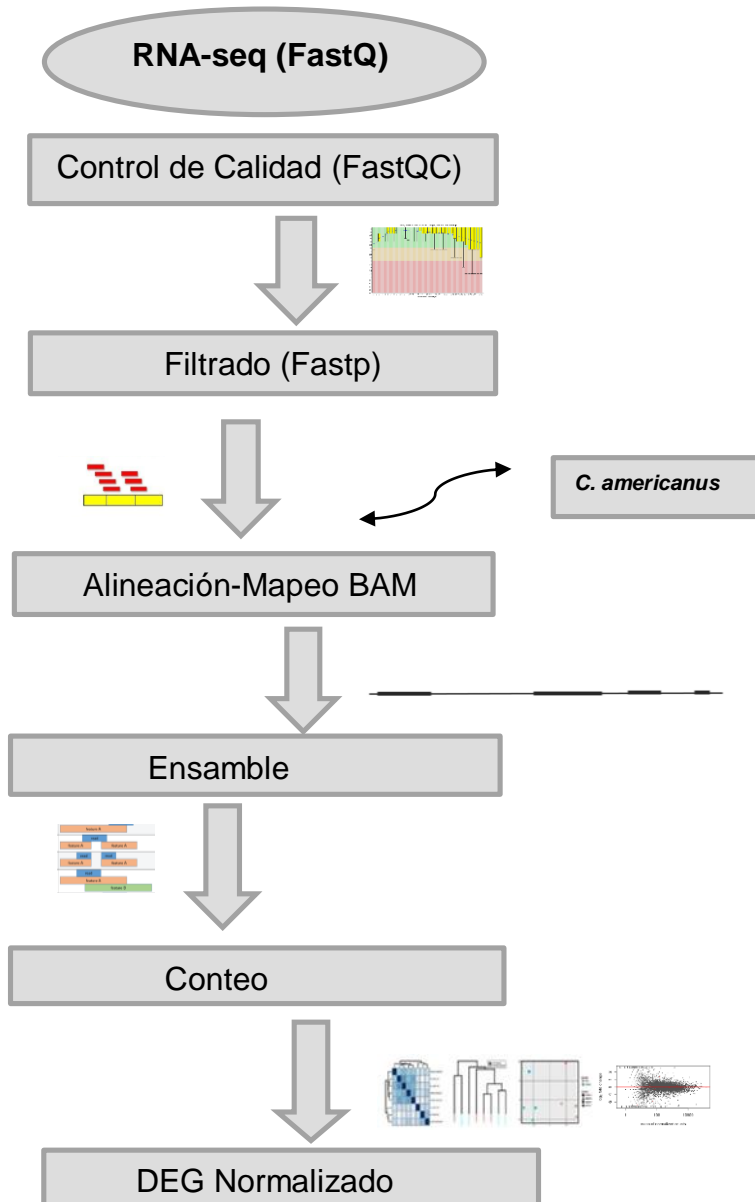 RNA-seq (FastQ)
Control de Calidad (FastQC)
Filtrado (Fastp)
C. americanus
Alineación-Mapeo BAM
Ensamble
Conteo
DEG Normalizado